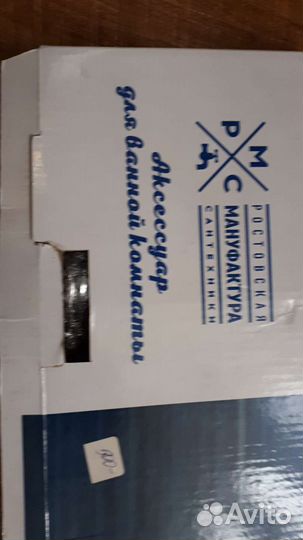 Р М С
РОСТОВСКАЯ
МАНУФАКТУРА
САНТЕХНИКИ
Аксессуар
для ванной комнаты
Avito